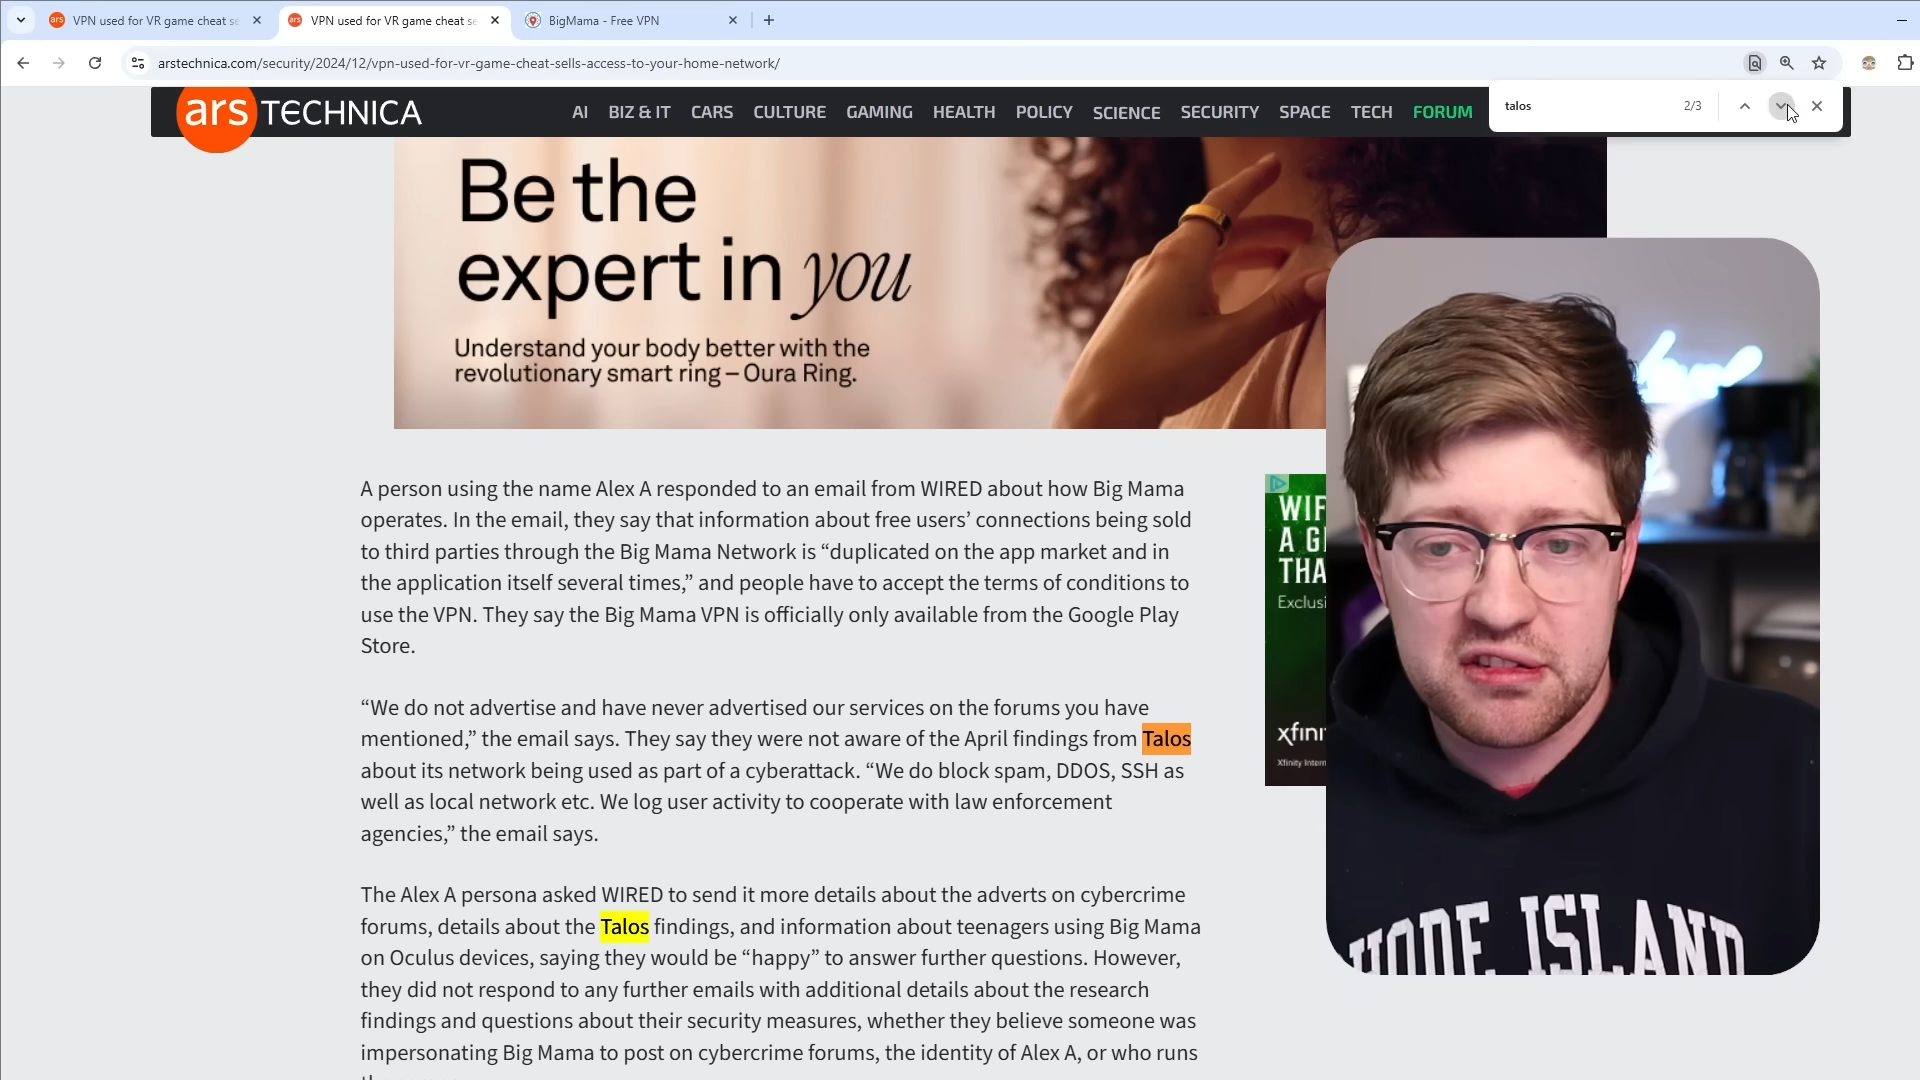 VPN used for VR game cheat se
VPN used for VR game cheat se
BigMama - Free VPN
arstechnica.com/security/2024/12/vpn-used-for-vr-game-cheat-sells-access-to-your-home-network/
talos
2/3
ars TECHNICA
AI BIZ & IT CARS CULTURE GAMING HEALTH POLICY SCIENCE SECURITY SPACE TECH FORUM
Be the
expert in you
Understand your body better with the
revolutionary smart ring – Oura Ring.
A person using the name Alex A responded to an email from WIRED about how Big Mama
operates. In the email, they say that information about free users’ connections being sold
to third parties through the Big Mama Network is “duplicated on the app market and in
the application itself several times,” and people have to accept the terms of conditions to
use the VPN. They say the Big Mama VPN is officially only available from the Google Play
Store.
“We do not advertise and have never advertised our services on the forums you have
mentioned,” the email says. They say they were not aware of the April findings from Talos
about its network being used as part of a cyberattack. “We do block spam, DDOS, SSH as
well as local network etc. We log user activity to cooperate with law enforcement
agencies,” the email says.
The Alex A persona asked WIRED to send it more details about the adverts on cybercrime
forums, details about the Talos findings, and information about teenagers using Big Mama
on Oculus devices, saying they would be “happy” to answer further questions. However,
they did not respond to any further emails with additional details about the research
findings and questions about their security measures, whether they believe someone was
impersonating Big Mama to post on cybercrime forums, the identity of Alex A, or who runs
WIF
A G
THA
Exclusi
xfini
Xfinity Intern
RHODE ISLAND